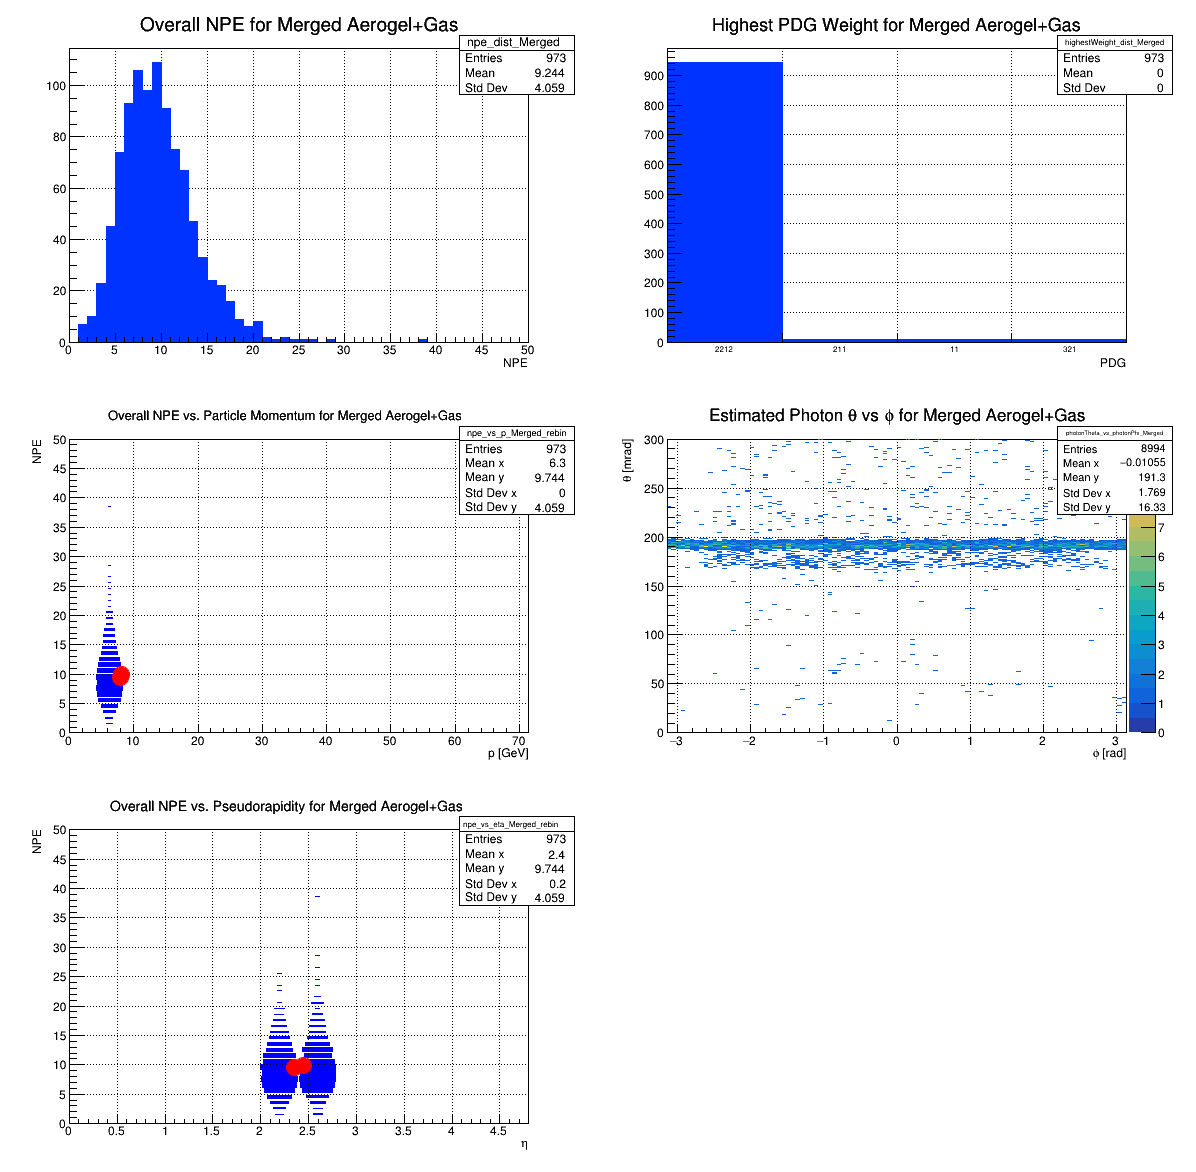 Overall NPE for Merged Aerogel+Gas
npe_dist_Merged
Entries 973
Mean 9.244
Std Dev 4.059
100
80
60
40
20
0
0 5 10 15 20 25 30 35 40 45 50
NPE
Highest PDG Weight for Merged Aerogel+Gas
highestWeight_dist_Merged
Entries 973
Mean 0
Std Dev 0
900
800
700
600
500
400
300
200
100
0
2212 211 11 321
PDG
Overall NPE vs. Particle Momentum for Merged Aerogel+Gas
npe_vs_p_Merged_rebin
Entries 973
Mean x 6.3
Mean y 9.744
Std Dev x 0
Std Dev y 4.059
NPE
50
45
40
35
30
25
20
15
10
5
0
0 10 20 30 40 50 60 70
p [GeV]
Estimated Photon θ vs ϕ for Merged Aerogel+Gas
photonTheta_vs_photonPhi_Merged
Entries 8994
Mean x −0.01055
Mean y 191.3
Std Dev x 1.769
Std Dev y 16.33
θ [mrad]
300
250
200
150
100
50
0
−3 −2 −1 0 1 2 3
ϕ [rad]
7
6
5
4
3
2
1
0
Overall NPE vs. Pseudorapidity for Merged Aerogel+Gas
npe_vs_eta_Merged_rebin
Entries 973
Mean x 2.4
Mean y 9.744
Std Dev x 0.2
Std Dev y 4.059
NPE
50
45
40
35
30
25
20
15
10
5
0
0 0.5 1 1.5 2 2.5 3 3.5 4 4.5
η